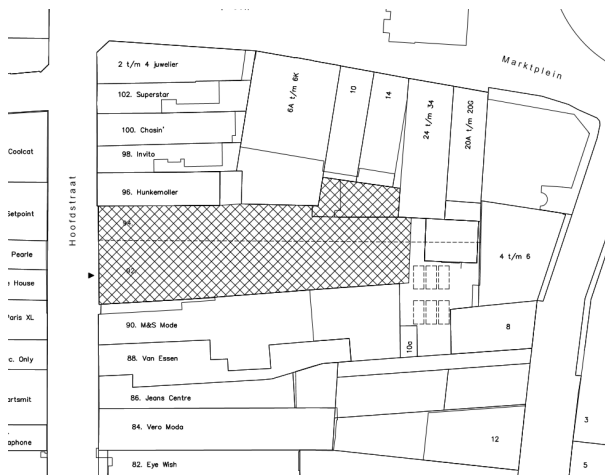 Marktplein
2 t/m 4 juwelier
102. Superstar
100. Chosin'
98. Invito
96. Hunkemoller
94.
92.
90. M&S Mode
88. Van Essen
86. Jeans Centre
84. Vero Moda
82. Eye Wish
6A t/m 6K
10
14
24 t/m 34
20A t/m 20G
4 t/m 6
8
10a
12
3
5
Hoofdstraat
Coolcat
Setpoint
Pearle
House
Paris XL
c. Only
artsmit
aphone